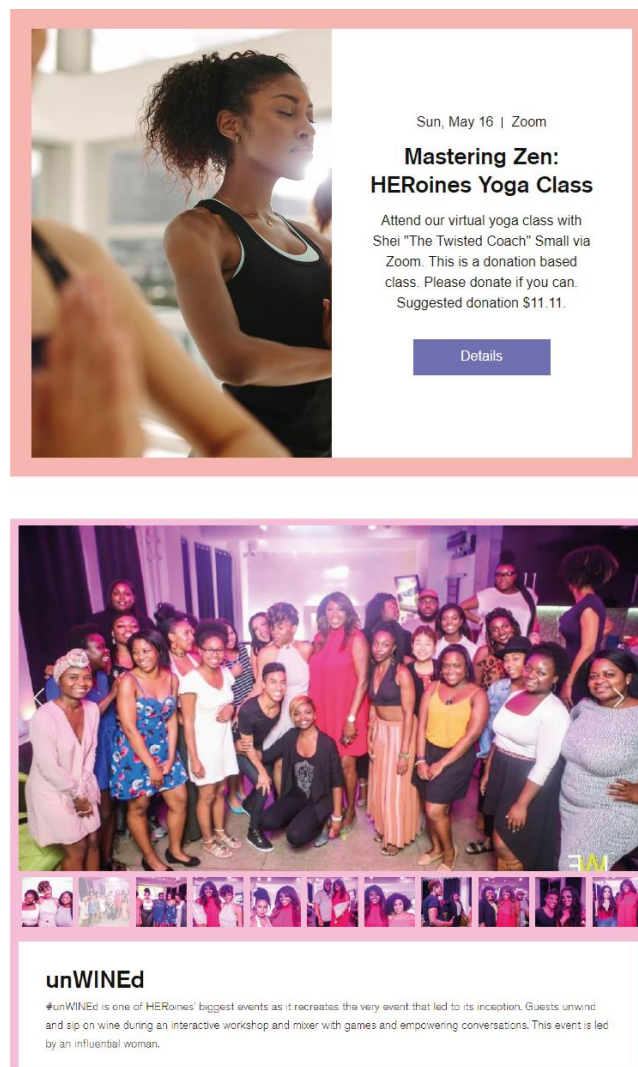 Sun, May 16 | Zoom
Mastering Zen:
HERoines Yoga Class
Attend our virtual yoga class with
Shei "The Twisted Coach" Small via
Zoom. This is a donation based
class. Please donate if you can.
Suggested donation $11.11.
Details
unWINEd
#unWINEd is one of HERoines' biggest events as it recreates the very event that led to its inception. Guests unwind
and sip on wine during an interactive workshop and mixer with games and empowering conversations. This event is led
by an influential woman.